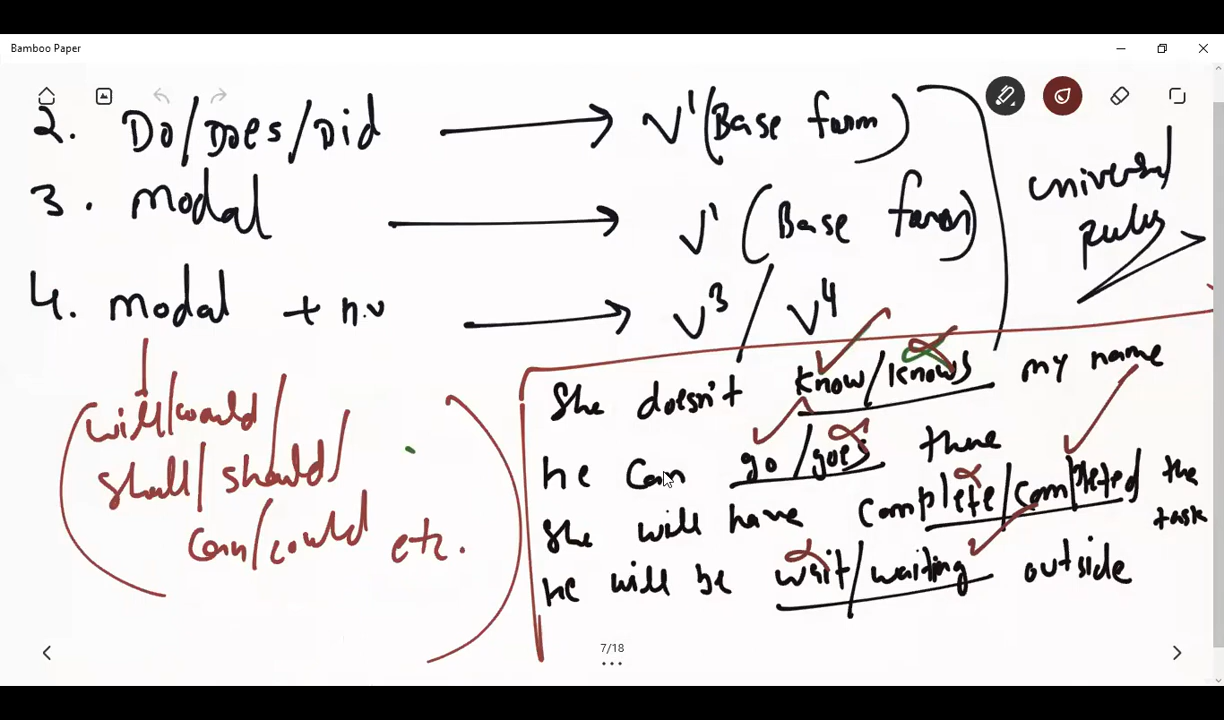 Bamboo Paper
2. Do/Does/Did → V¹ (Base form)
3. modal → V¹ (Base form)
4. modal + h.v → V³ / V⁴
universal rules
will/would/
shall/should/
can/could etc.
She doesn't know/knows my name
he can go/goes there
She will have complete/completed the task
he will be wait/waiting outside
7/18